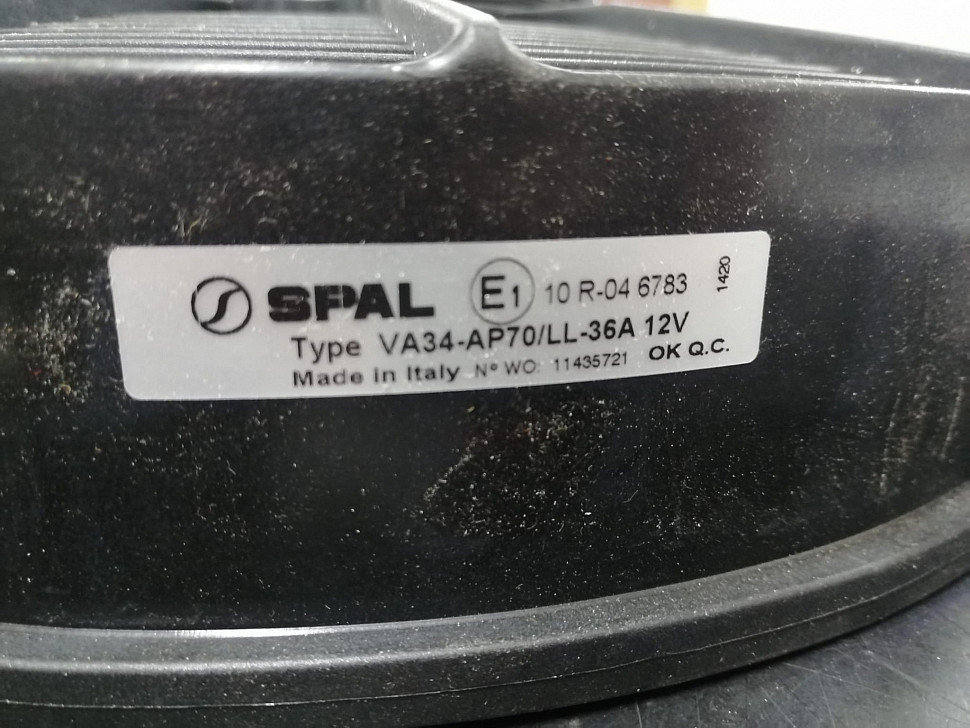 SPAL E1 10 R-04 6783 1420
Type VA34-AP70/LL-36A 12V
Made in Italy N° WO: 11435721 OK Q.C.